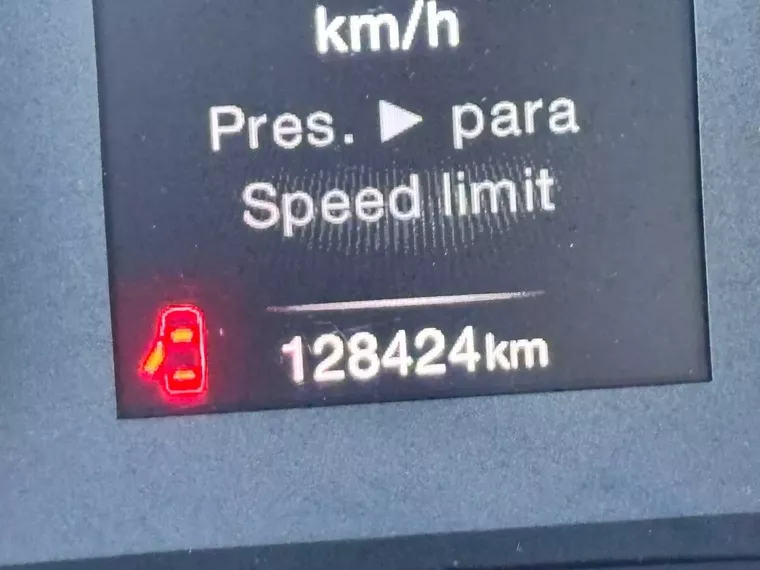 km/h
Pres. ▶ para
Speed limit
128424km